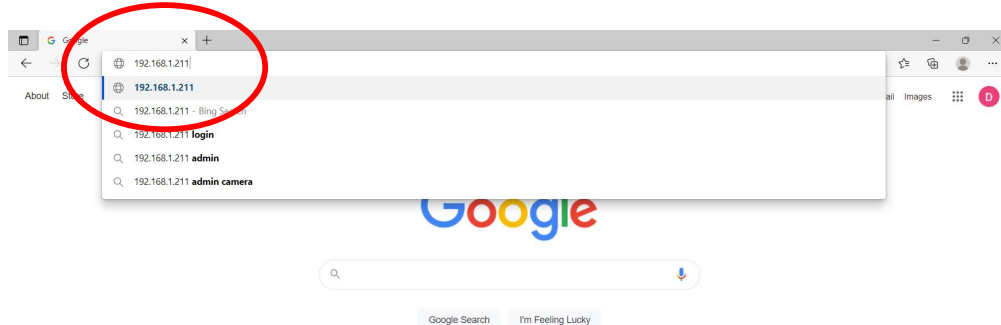 Google
192.168.1.211
192.168.1.211
192.168.1.211 - Bing Search
192.168.1.211 login
192.168.1.211 admin
192.168.1.211 admin camera
About
Images
D
Google
Google Search I'm Feeling Lucky